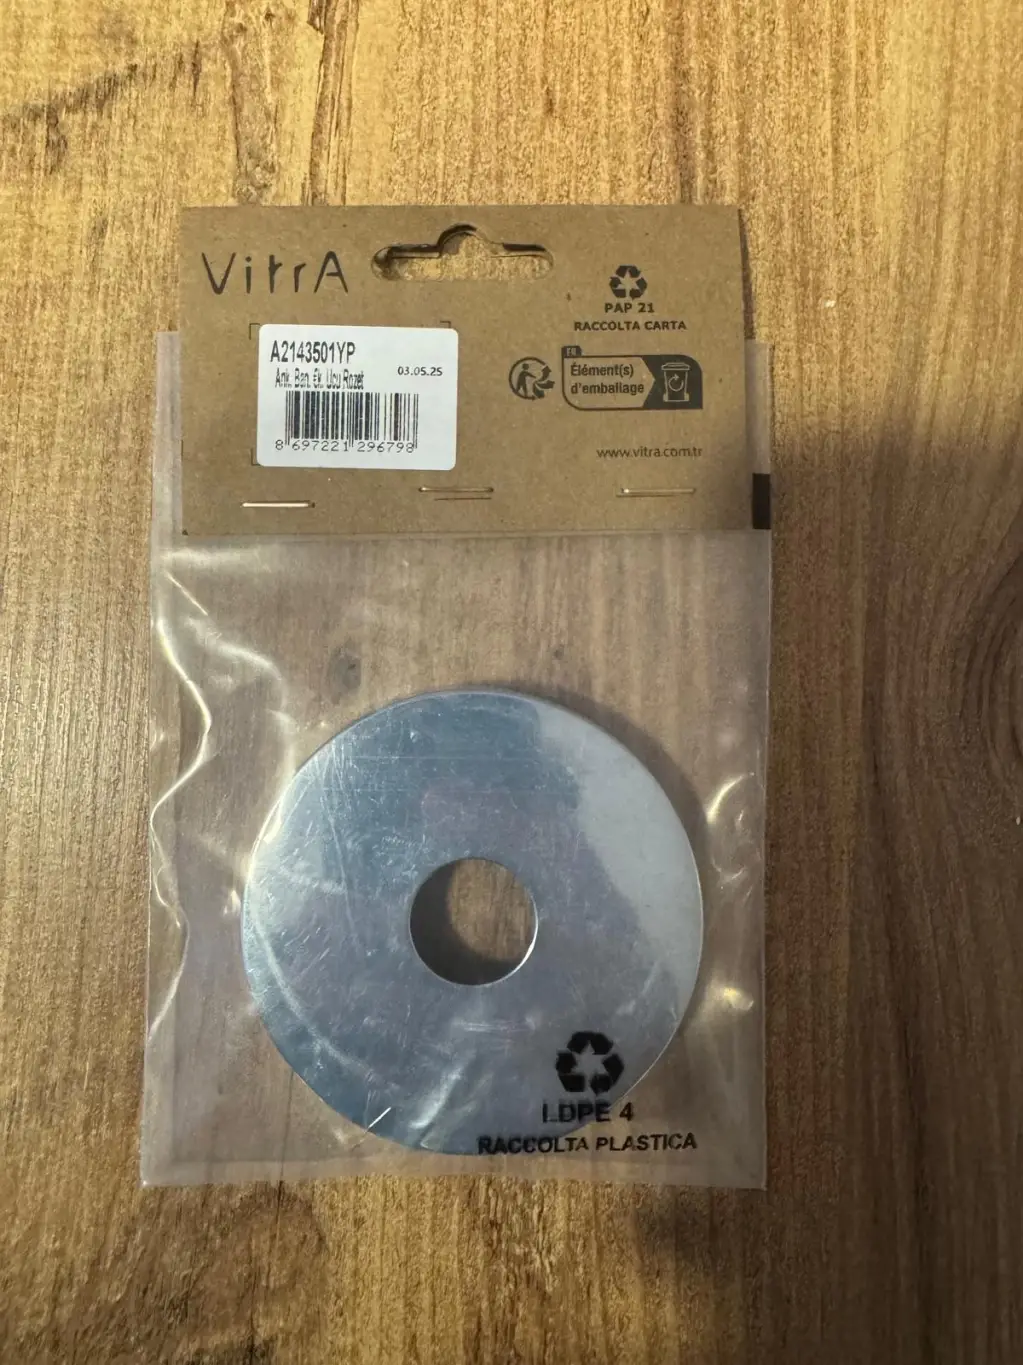 VitrA
PAP 21
RACCOLTA CARTA
A2143501YP
03.05.25
Ank. Ban. Ek. Ucu Rozet
8 697221 296798
FR
Élément(s)
d'emballage
www.vitra.com.tr
LDPE 4
RACCOLTA PLASTICA